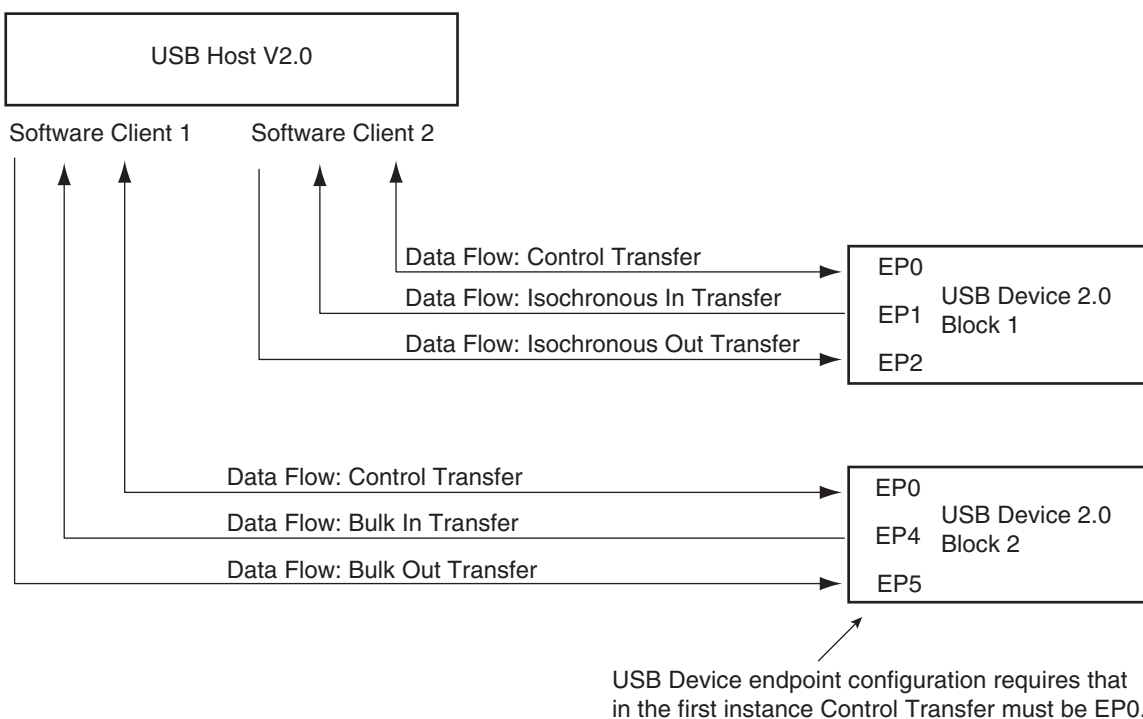 USB Host V2.0
Software Client 1
Software Client 2
Data Flow: Control Transfer
Data Flow: Isochronous In Transfer
Data Flow: Isochronous Out Transfer
EP0
EP1
EP2
USB Device 2.0
Block 1
Data Flow: Control Transfer
Data Flow: Bulk In Transfer
Data Flow: Bulk Out Transfer
EP0
EP4
EP5
USB Device 2.0
Block 2
USB Device endpoint configuration requires that
in the first instance Control Transfer must be EP0.